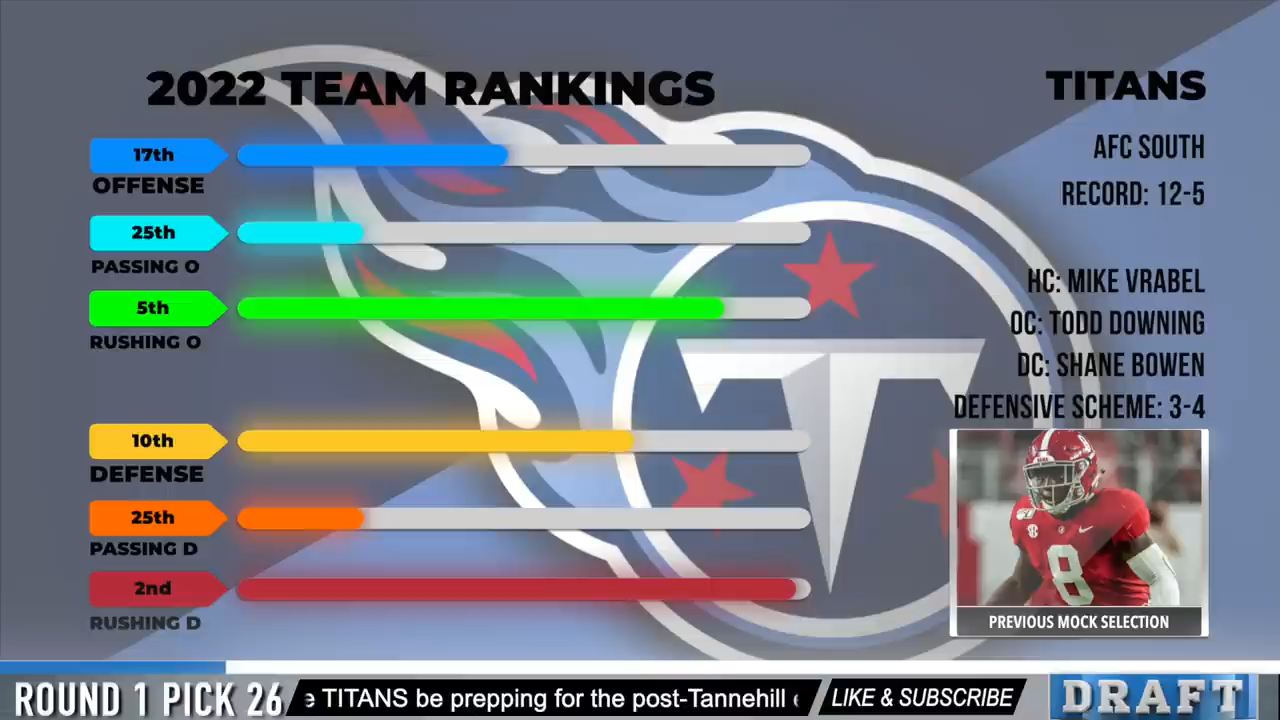 2022 TEAM RANKINGS
17th
OFFENSE
25th
PASSING O
5th
RUSHING O
10th
DEFENSE
25th
PASSING D
2nd
RUSHING D
TITANS
AFC SOUTH
RECORD: 12-5
HC: MIKE VRABEL
OC: TODD DOWNING
DC: SHANE BOWEN
DEFENSIVE SCHEME: 3-4
8
PREVIOUS MOCK SELECTION
ROUND 1 PICK 26
e TITANS be prepping for the post-Tannehill e
LIKE & SUBSCRIBE
DRAFT